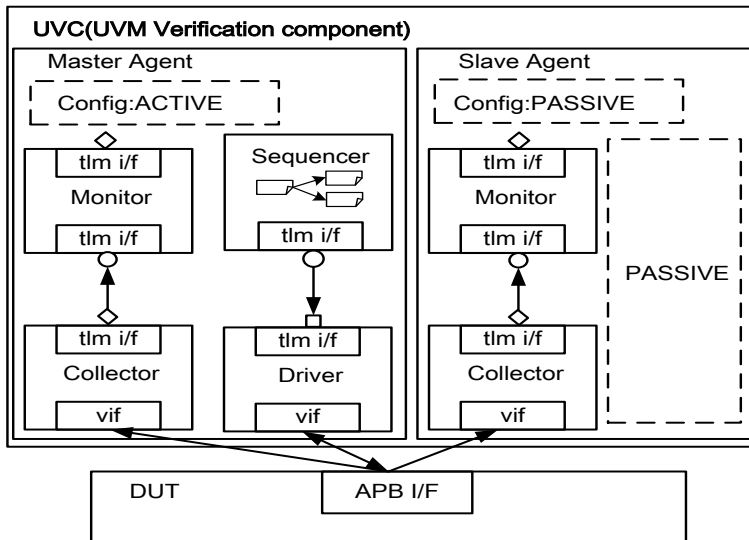 UVC(UVM Verification component)
Master Agent
Config:ACTIVE
tlm i/f
Monitor
tlm i/f
Sequencer
tlm i/f
tlm i/f
Collector
vif
tlm i/f
Driver
vif
Slave Agent
Config:PASSIVE
tlm i/f
Monitor
tlm i/f
PASSIVE
tlm i/f
Collector
vif
DUT
APB I/F